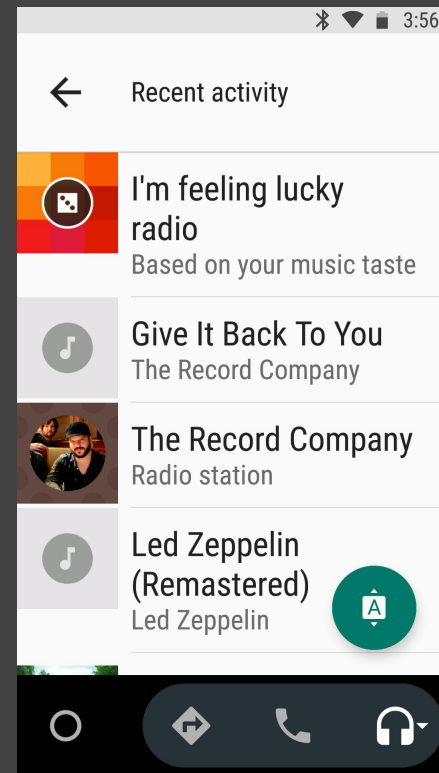 3:56
Recent activity
I'm feeling lucky
radio
Based on your music taste
Give It Back To You
The Record Company
The Record Company
Radio station
Led Zeppelin
(Remastered)
Led Zeppelin
A